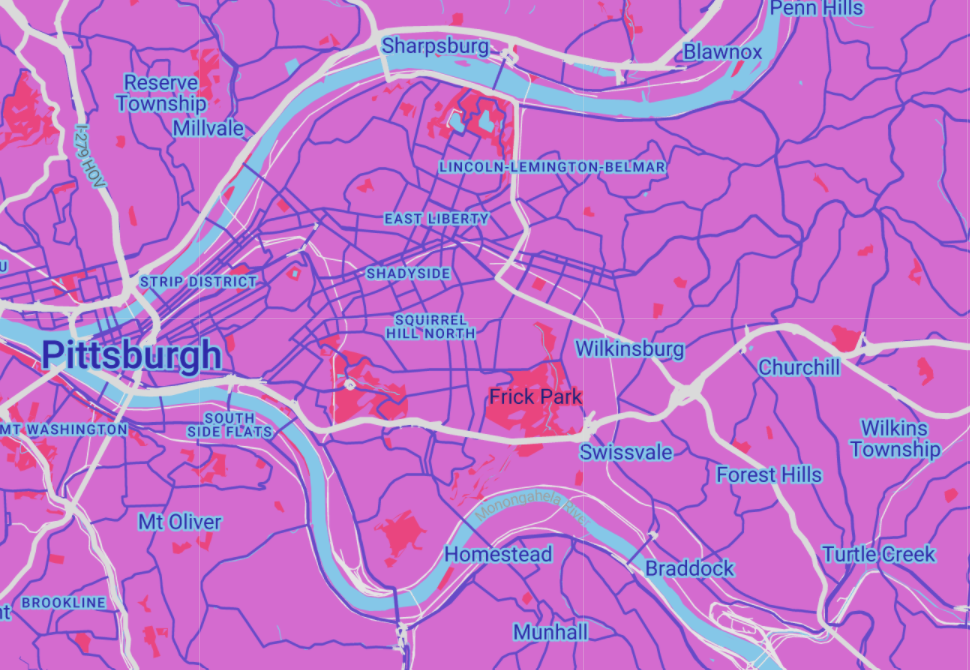 Penn Hills
Sharpsburg
Blawnox
Reserve
Township
Millvale
I-279 HOV
LINCOLN-LEMINGTON-BELMAR
EAST LIBERTY
U
STRIP DISTRICT
SHADYSIDE
SQUIRREL
HILL NORTH
Pittsburgh
Wilkinsburg
Churchill
Frick Park
MT WASHINGTON
SOUTH
SIDE FLATS
Swissvale
Wilkins
Township
Forest Hills
Monongahela River
Mt Oliver
Homestead
Braddock
Turtle Creek
nt
BROOKLINE
Munhall